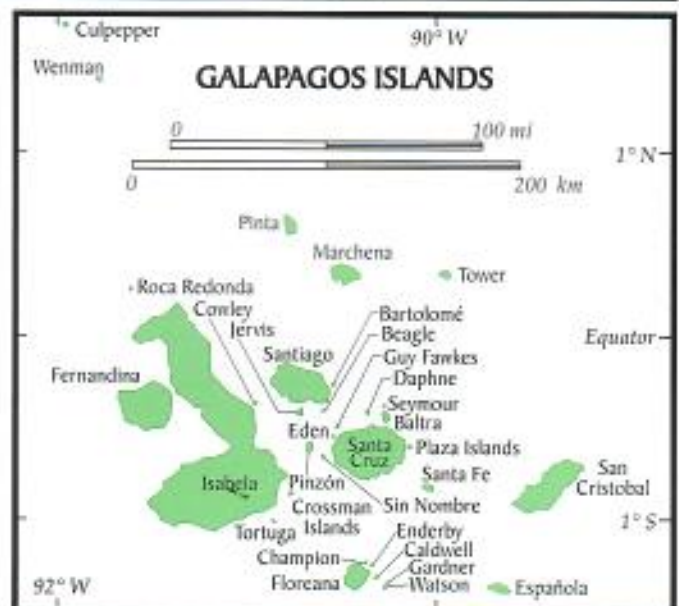 Culpepper
90° W
Wenman
GALAPAGOS ISLANDS
0 100 mi
1° N
0 200 km
Pinta
Marchena
Tower
Roca Redonda
Cowley
Jervis
Bartolomé
Beagle
Equator
Santiago
Guy Fawkes
Fernandina
Daphne
Seymour
Baltra
Eden
Santa
Cruz
Plaza Islands
Isabela
Pinzón
Santa Fe
San
Cristobal
Sin Nombre
Crossman
Islands
1° S
Tortuga
Enderby
Champion
Caldwell
Gardner
Floreana
Watson
92° W
Española